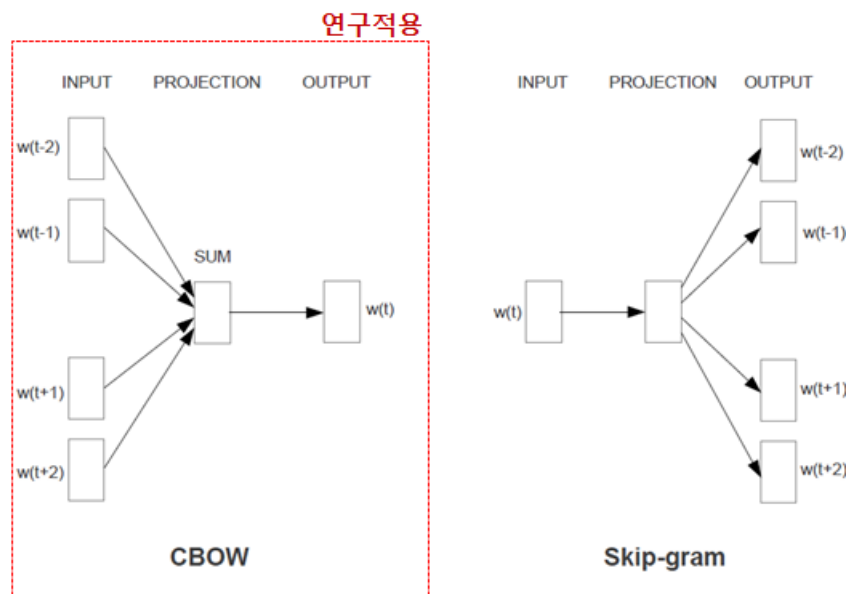 연구적용
INPUT PROJECTION OUTPUT
w(t-2)
w(t-1)
SUM
w(t)
w(t+1)
w(t+2)
CBOW
INPUT PROJECTION OUTPUT
w(t-2)
w(t-1)
w(t)
w(t+1)
w(t+2)
Skip-gram